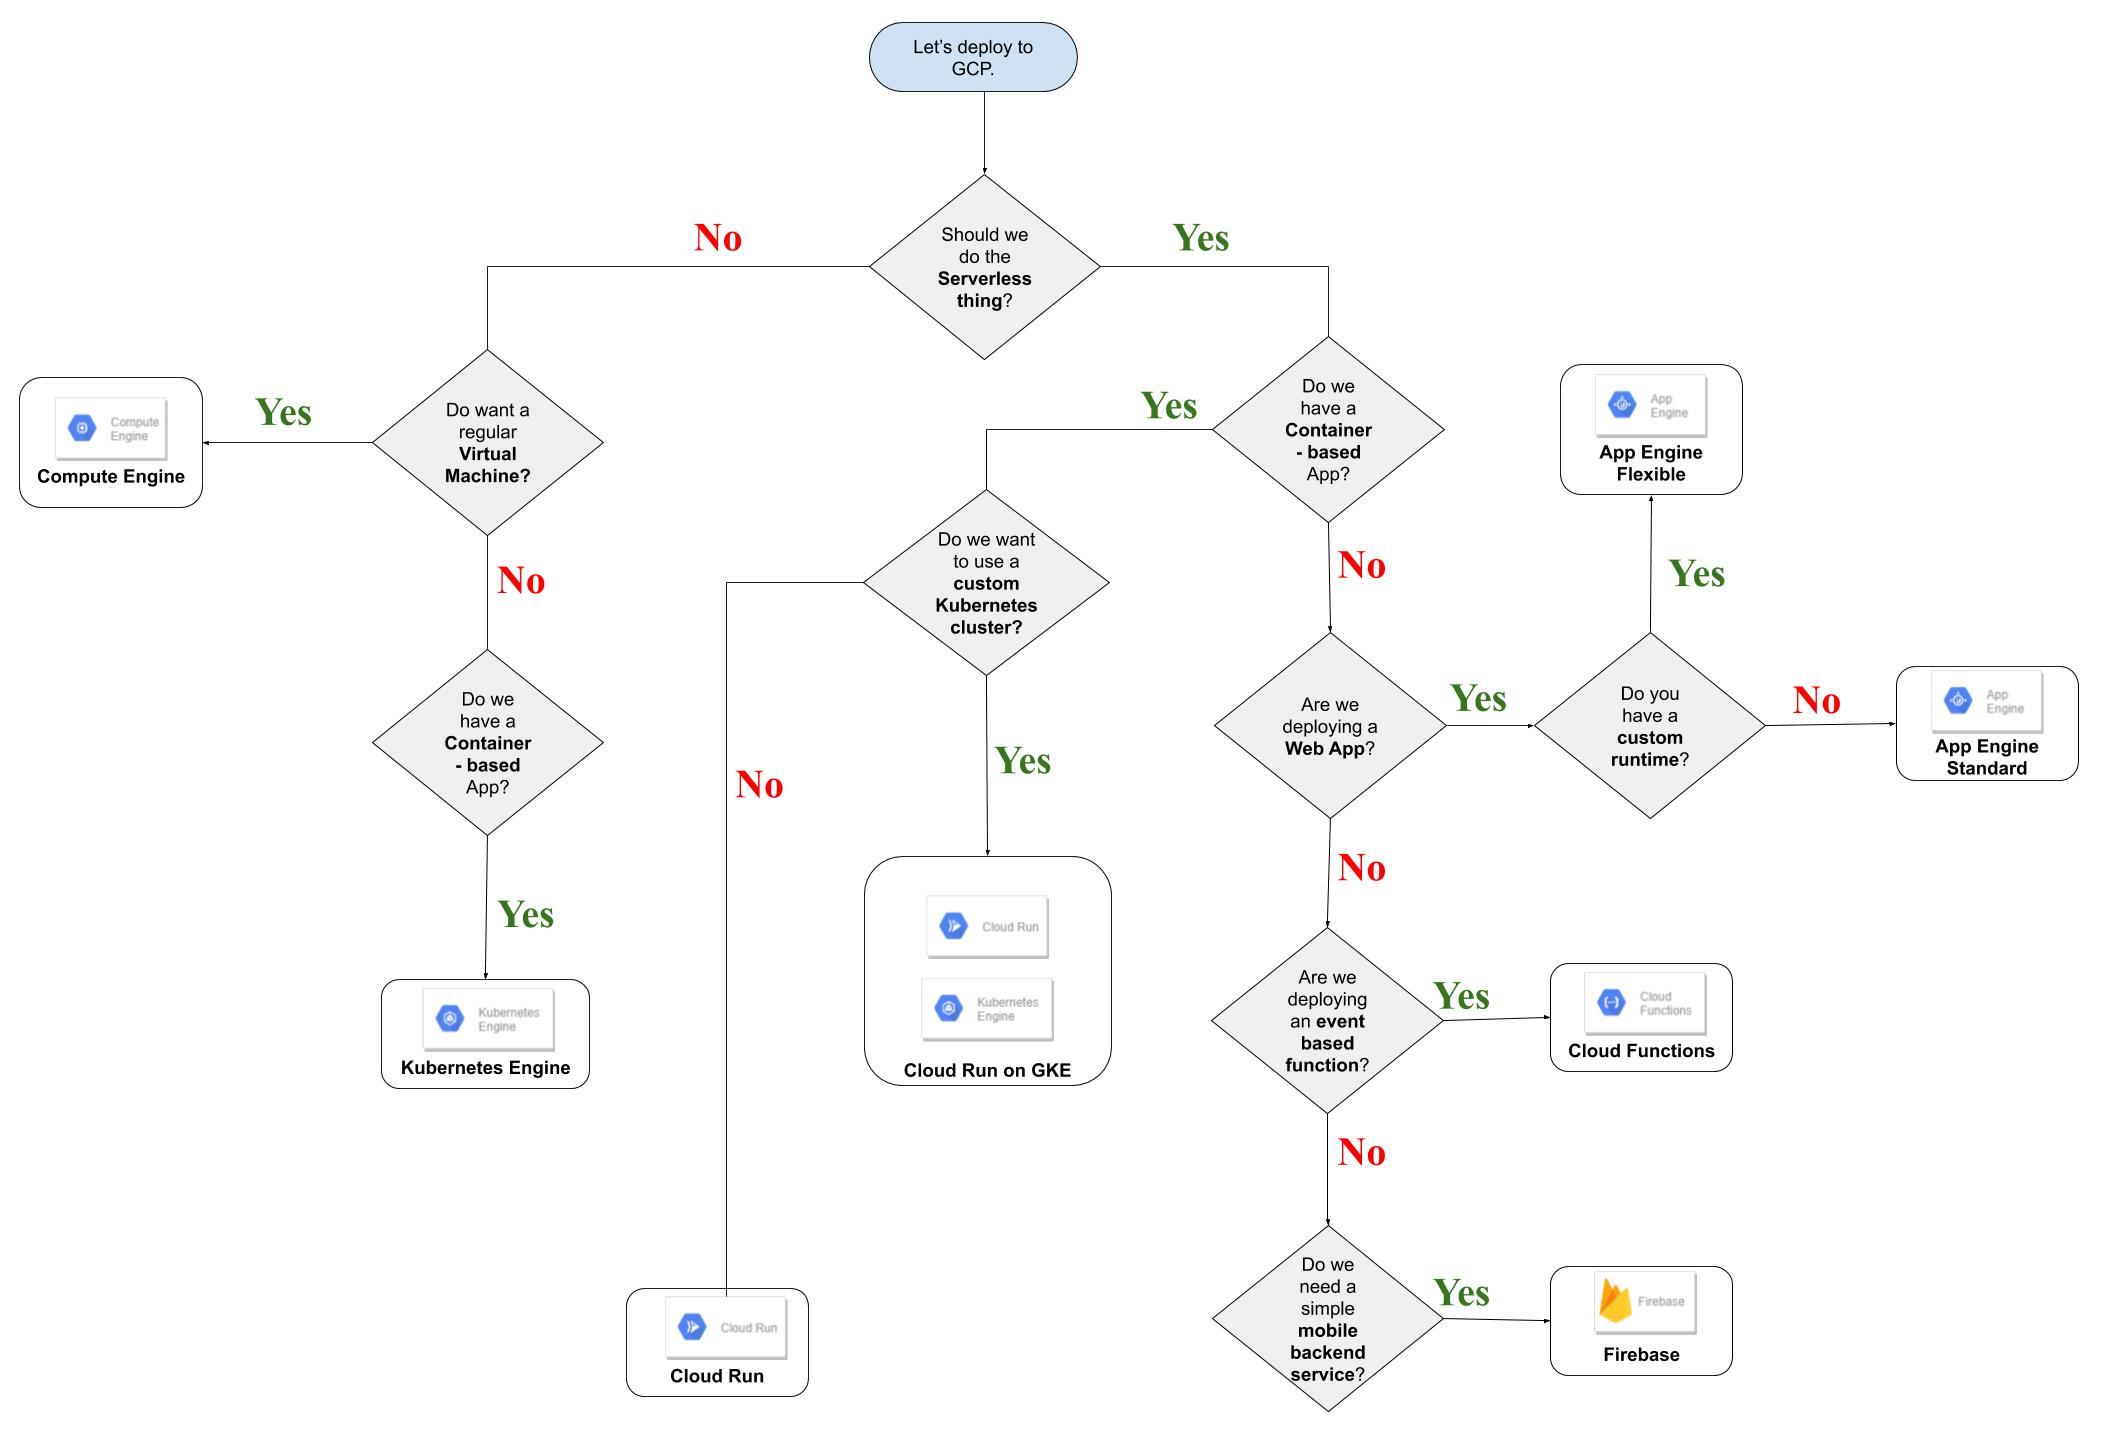 Let's deploy to
GCP.
No
Yes
Should we
do the
Serverless
thing?
Yes
Do want a
regular
Virtual
Machine?
Compute
Engine
Compute Engine
No
Do we
have a
Container
- based
App?
Yes
Kubernetes
Engine
Kubernetes Engine
Yes
Do we
have a
Container
- based
App?
Do we want
to use a
custom
Kubernetes
cluster?
No
Yes
Cloud Run
Kubernetes
Engine
Cloud Run on GKE
Cloud Run
Cloud Run
No
Are we
deploying a
Web App?
Yes
Do you
have a
custom
runtime?
Yes
App
Engine
App Engine
Flexible
No
App
Engine
App Engine
Standard
No
Are we
deploying
an event
based
function?
Yes
Cloud
Functions
Cloud Functions
No
Do we
need a
simple
mobile
backend
service?
Yes
Firebase
Firebase